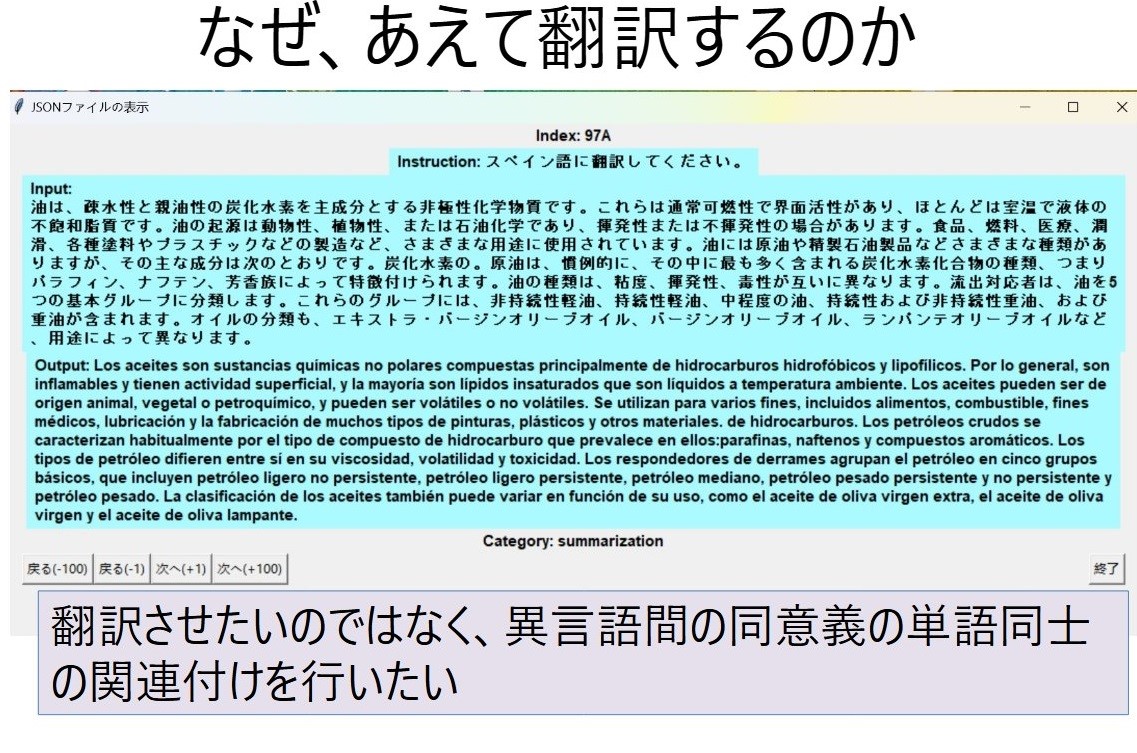 なぜ、あえて翻訳するのか
JSONファイルの表示
Index: 97A
Instruction: スペイン語に翻訳してください。
Input:
油は、疎水性と親油性の炭化水素を主成分とする非極性化学物質です。これらは通常可燃性で界面活性があり、ほとんどは室温で液体の
不飽和脂質です。油の起源は動物性、植物性、または石油化学であり、揮発性または不揮発性の場合があります。食品、燃料、医療、潤
滑、各種塗料やプラスチックなどの製造など、さまざまな用途に使用されています。油には原油や精製石油製品などさまざまな種類があ
りますが、その主な成分は次のとおりです。炭化水素の。原油は、慣例的に、その中に最も多く含まれる炭化水素化合物の種類、つまり
パラフィン、ナフテン、芳香族によって特徴付けられます。油の種類は、粘度、揮発性、毒性が互いに異なります。流出対応者は、油を5
つの基本グループに分類します。これらのグループには、非持続性軽油、持続性軽油、中程度の油、持続性および非持続性重油、および
重油が含まれます。オイルの分類も、エキストラ・バージンオリーブオイル、バージンオリーブオイル、ランパンテオリーブオイルなど
、用途によって異なります。
Output: Los aceites son sustancias químicas no polares compuestas principalmente de hidrocarburos hidrofóbicos y lipofílicos. Por lo general, son
inflamables y tienen actividad superficial, y la mayoría son lípidos insaturados que son líquidos a temperatura ambiente. Los aceites pueden ser de
origen animal, vegetal o petroquímico, y pueden ser volátiles o no volátiles. Se utilizan para varios fines, incluidos alimentos, combustible, fines
médicos, lubricación y la fabricación de muchos tipos de pinturas, plásticos y otros materiales. de hidrocarburos. Los petróleos crudos se
caracterizan habitualmente por el tipo de compuesto de hidrocarburo que prevalece en ellos:parafinas, naftenos y compuestos aromáticos. Los
tipos de petróleo difieren entre sí en su viscosidad, volatilidad y toxicidad. Los respondedores de derrames agrupan el petróleo en cinco grupos
básicos, que incluyen petróleo ligero no persistente, petróleo ligero persistente, petróleo mediano, petróleo pesado persistente y no persistente y
petróleo pesado. La clasificación de los aceites también puede variar en función de su uso, como el aceite de oliva virgen extra, el aceite de oliva
virgen y el aceite de oliva lampante.
Category: summarization
戻る(-100) 戻る(-1) 次へ(+1) 次へ(+100) 終了
翻訳させたいのではなく、異言語間の同意義の単語同士
の関連付けを行いたい